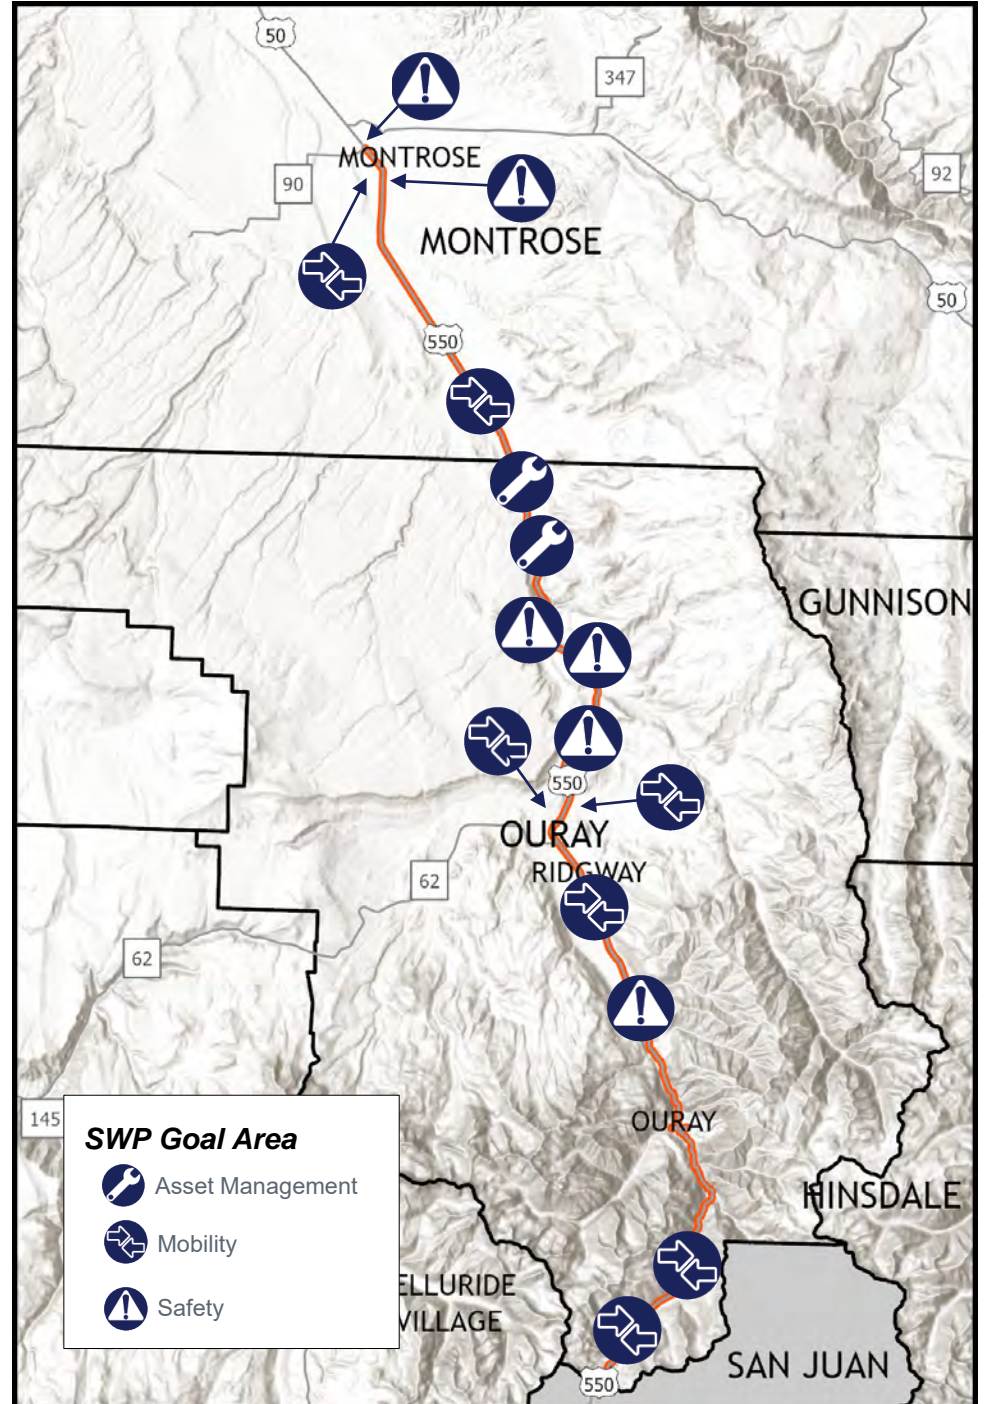 50
347
MONTROSE
90
92
MONTROSE
50
550
GUNNISON
550
OURAY
RIDGWAY
62
62
145
OURAY
SWP Goal Area
Asset Management
Mobility
Safety
HINSDALE
ELLURIDE
VILLAGE
SAN JUAN
550